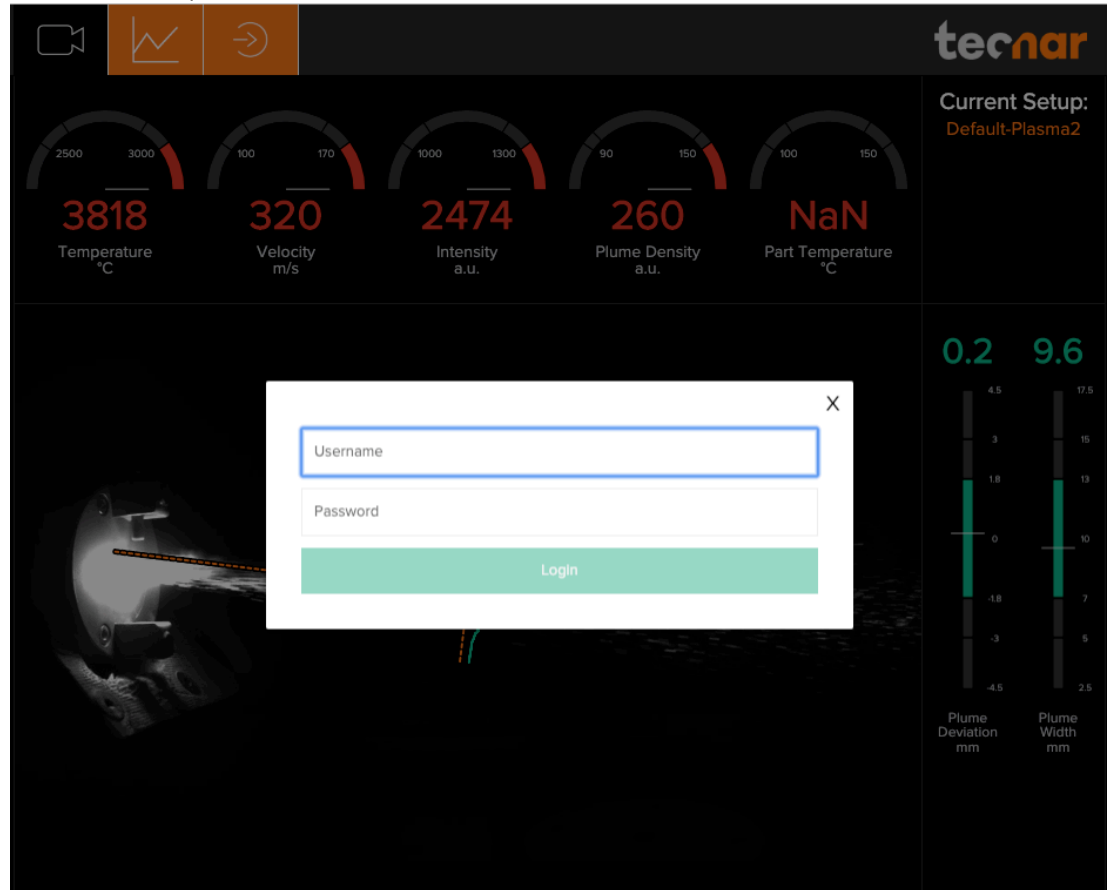 tecnar
Current Setup:
Default-Plasma2
2500 3000
3818
Temperature
°C
100 170
320
Velocity
m/s
1000 1300
2474
Intensity
a.u.
90 150
260
Plume Density
a.u.
100 150
NaN
Part Temperature
°C
X
Username
Password
Login
0.2
4.5
3
1.8
0
-1.8
-3
-4.5
Plume
Deviation
mm
9.6
17.5
15
13
10
7
5
2.5
Plume
Width
mm